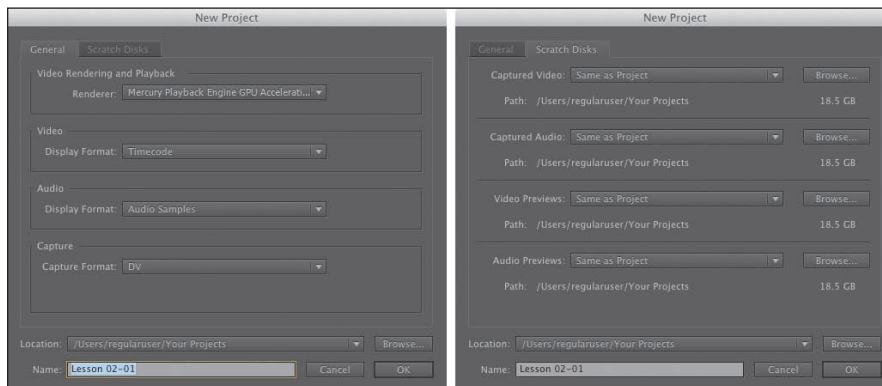 New Project
General Scratch Disks
Video Rendering and Playback
Renderer: Mercury Playback Engine GPU Accelerati...
Video
Display Format: Timecode
Audio
Display Format: Audio Samples
Capture
Capture Format: DV
Location: /Users/regularuser/Your Projects Browse...
Name: Lesson 02-01 Cancel OK
New Project
General Scratch Disks
Captured Video: Same as Project Browse...
Path: /Users/regularuser/Your Projects 18.5 GB
Captured Audio: Same as Project Browse...
Path: /Users/regularuser/Your Projects 18.5 GB
Video Previews: Same as Project Browse...
Path: /Users/regularuser/Your Projects 18.5 GB
Audio Previews: Same as Project Browse...
Path: /Users/regularuser/Your Projects 18.5 GB
Location: /Users/regularuser/Your Projects Browse...
Name: Lesson 02-01 Cancel OK